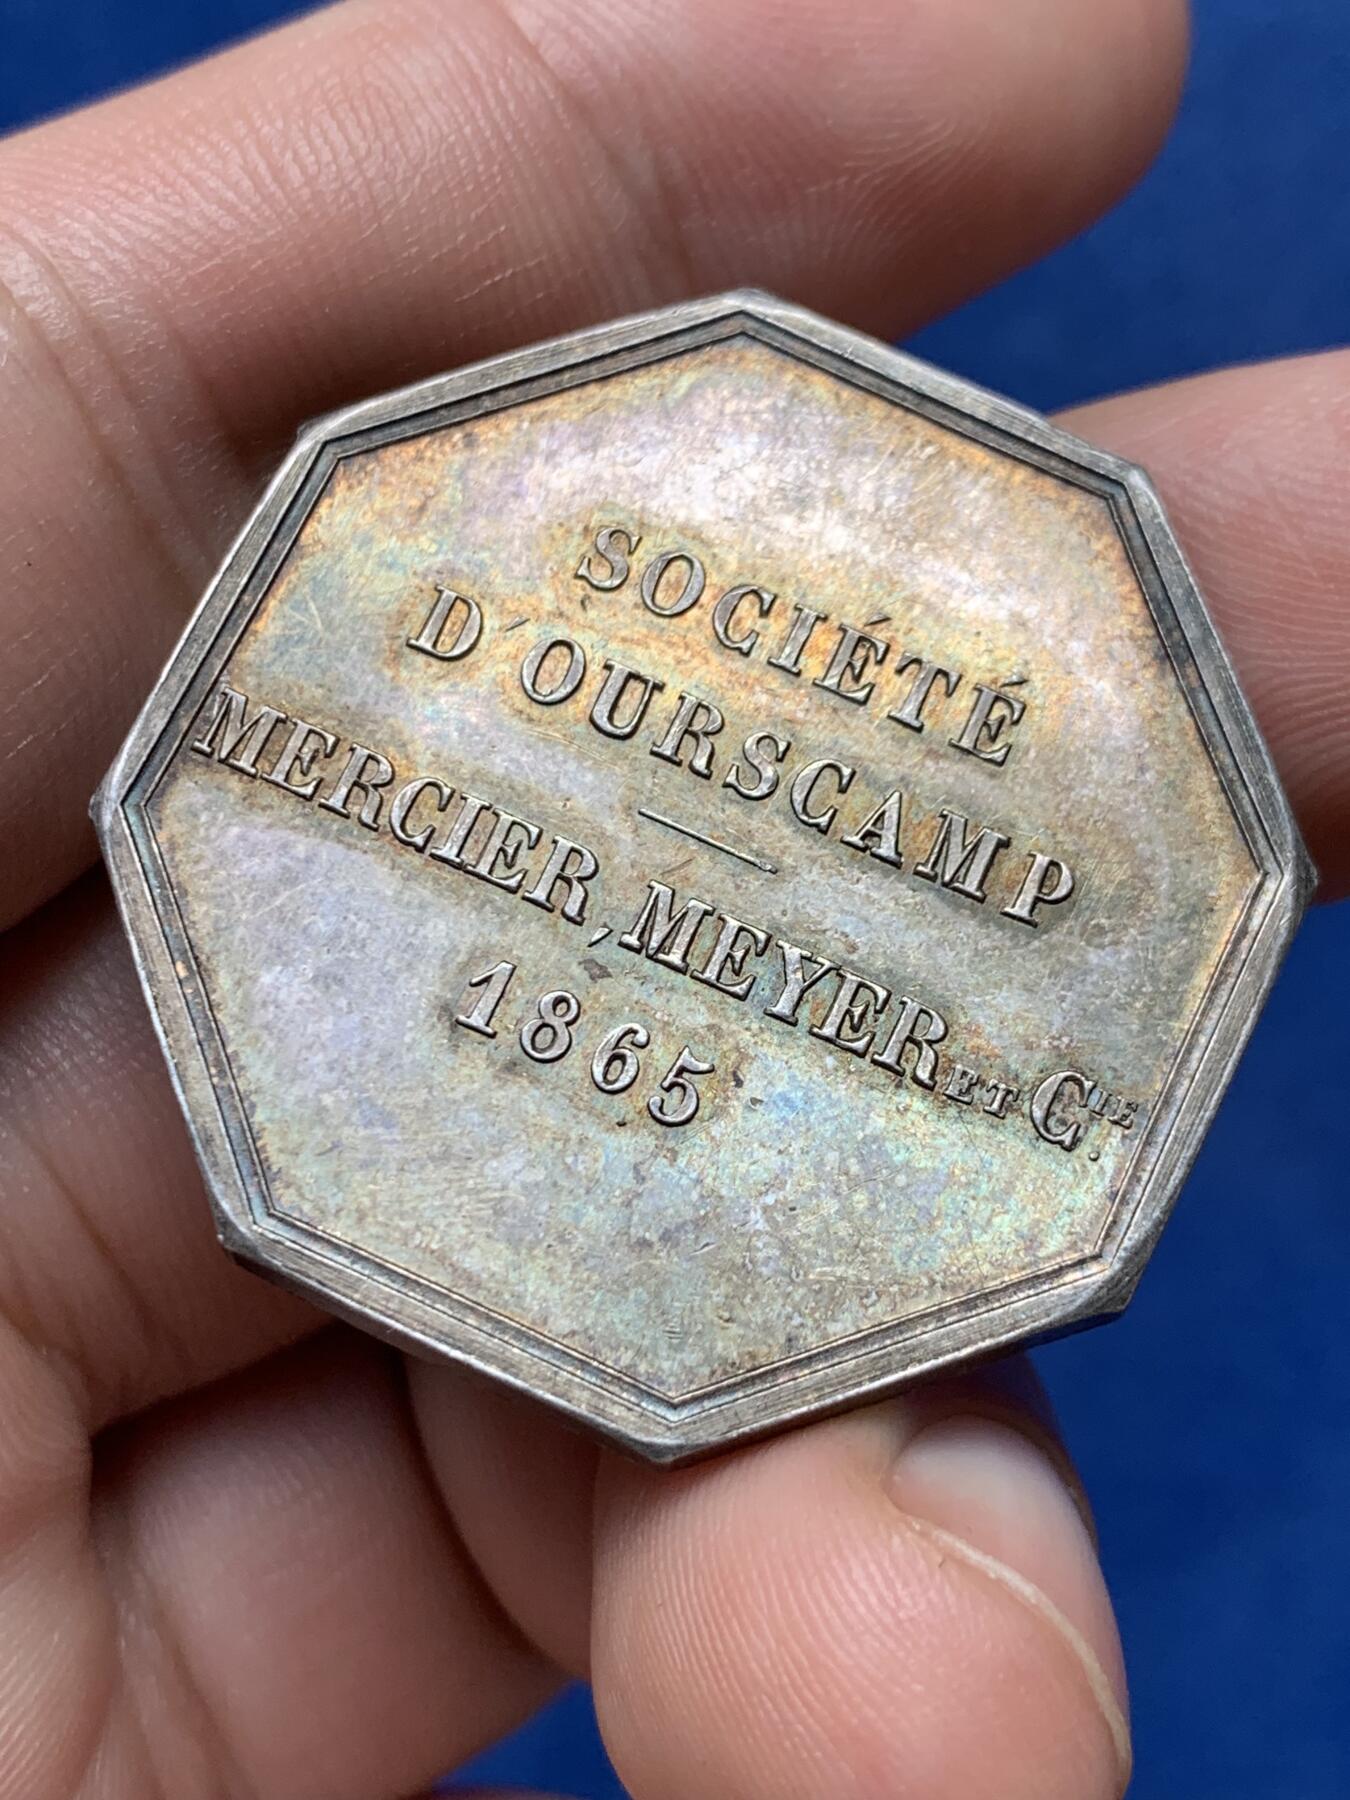 SOCIÉTÉ
D'OURSCAMP
MERCIER, MEYER ET CIE.
1865